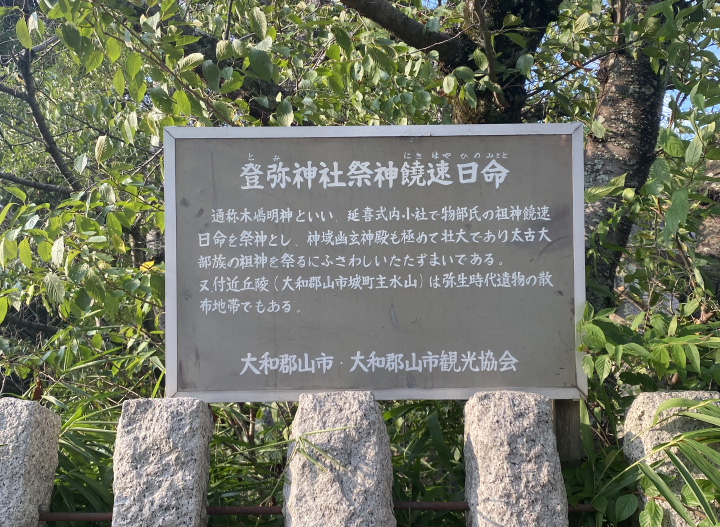 とみ にきはやひのみこと
登弥神社祭神饒速日命
通称木嶋明神といい、延喜式内小社で物部氏の祖神饒速
日命を祭神とし、神域幽玄神殿も極めて壮大であり太古大
部族の祖神を祭るにふさわしいたたずまいである。
又付近丘陵(大和郡山市城町主水山)は弥生時代遺物の散
布地帯でもある。
大和郡山市・大和郡山市観光協会